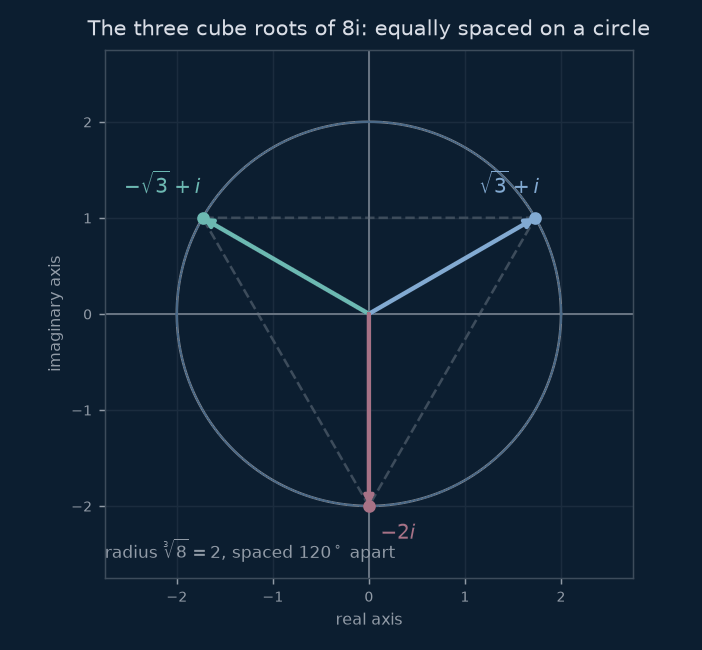 The three cube roots of 8i: equally spaced on a circle
2
−√3 + i
√3 + i
1
0
imaginary axis
−1
−2
−2i
radius ∛8 = 2, spaced 120° apart
−2 −1 0 1 2
real axis